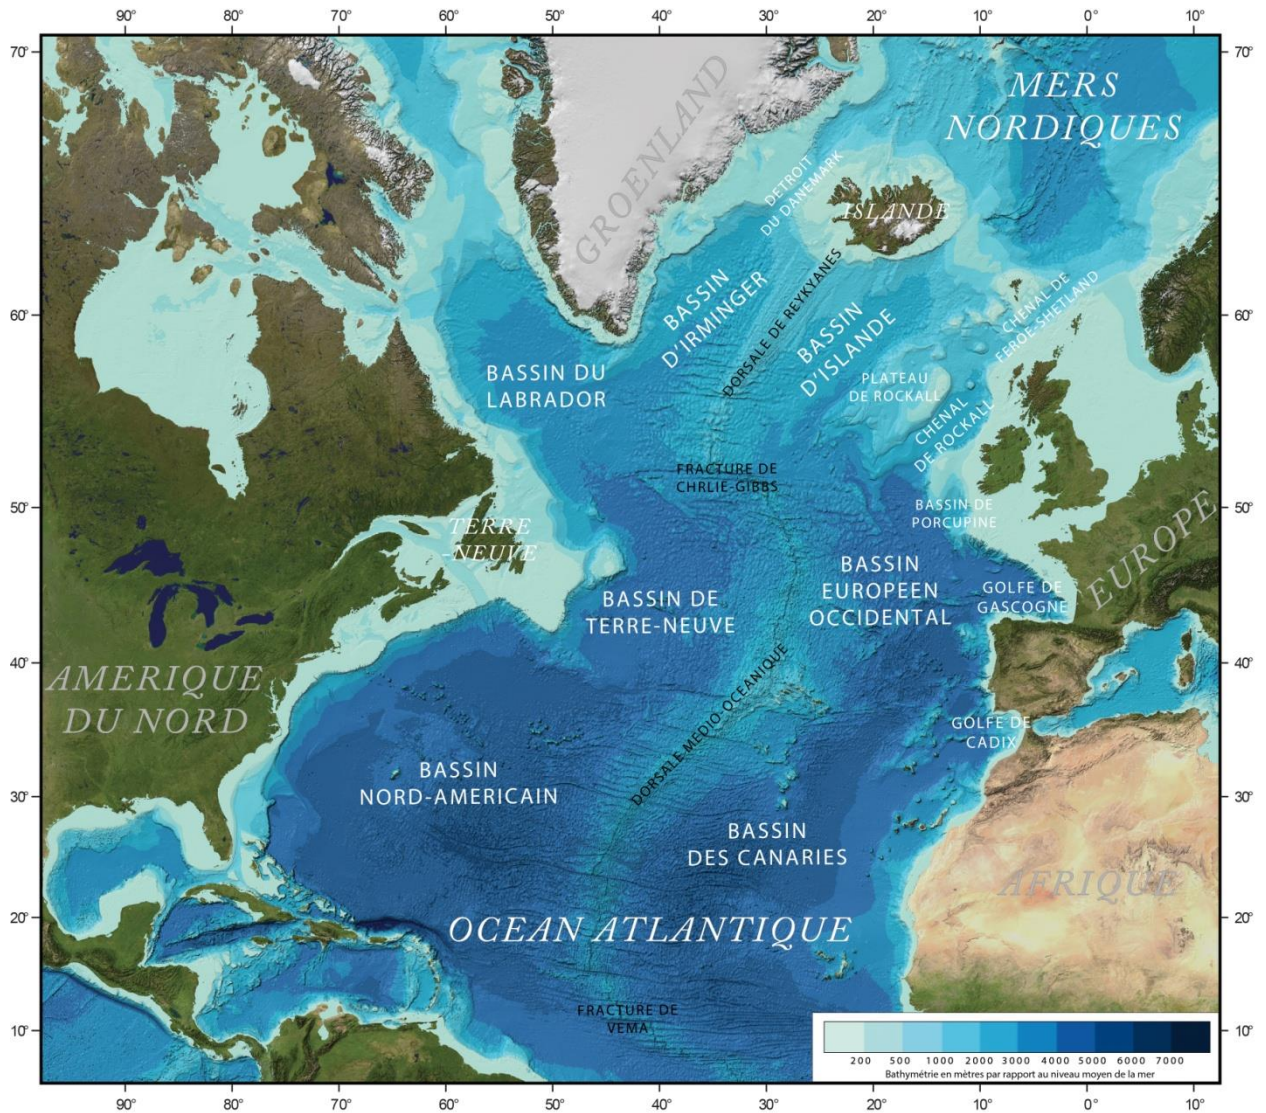 90° 80° 70° 60° 50° 40° 30° 20° 10° 0° 10°
70° 70°
MERS
NORDIQUES
GROENLAND
DETROIT
DU DANEMARK
ISLANDE
BASSIN
D'IRMINGER
DORSALE DE REYKYANES
BASSIN
D'ISLANDE
CHENAL DE
FEROE-SHETLAND
60° 60°
BASSIN DU
LABRADOR
PLATEAU
DE ROCKALL
CHENAL
DE ROCKALL
FRACTURE DE
CHRLIE-GIBBS
50° 50°
BASSIN DE
PORCUPINE
TERRE
-NEUVE
EUROPE
BASSIN
EUROPEEN
OCCIDENTAL
GOLFE DE
GASCOGNE
BASSIN DE
TERRE-NEUVE
40° 40°
AMERIQUE
DU NORD
DORSALE MEDIO-OCEANIQUE
GOLFE DE
CADIX
BASSIN
NORD-AMERICAIN
30° 30°
BASSIN
DES CANARIES
AFRIQUE
20° 20°
OCEAN ATLANTIQUE
FRACTURE DE
VEMA
10° 10°
200 500 1000 2000 3000 4000 5000 6000 7000
Bathymétrie en mètres par rapport au niveau moyen de la mer
90° 80° 70° 60° 50° 40° 30° 20° 10° 0° 10°